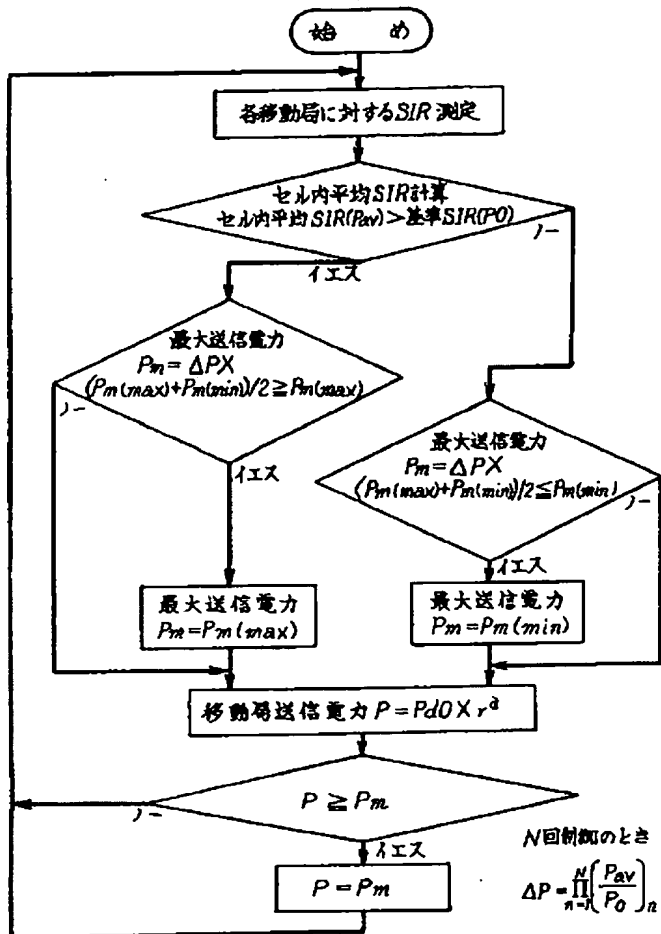 始 め
各移動局に対するSIR測定
セル内平均SIR計算
セル内平均SIR(Pav)>基準SIR(PO)
ノー
イエス
最大送信電力
Pm=ΔPX
(Pm(max)+Pm(min))/2≧Pm(max)
ノー
イエス
最大送信電力
Pm=ΔPX
(Pm(max)+Pm(min))/2≦Pm(min)
ノー
イエス
最大送信電力
Pm=Pm(max)
最大送信電力
Pm=Pm(min)
移動局送信電力 P=PdO×r^α
P≧Pm
ノー
イエス
P=Pm
N回制御のとき
ΔP=∏[n=1→N](Pav/PO)n